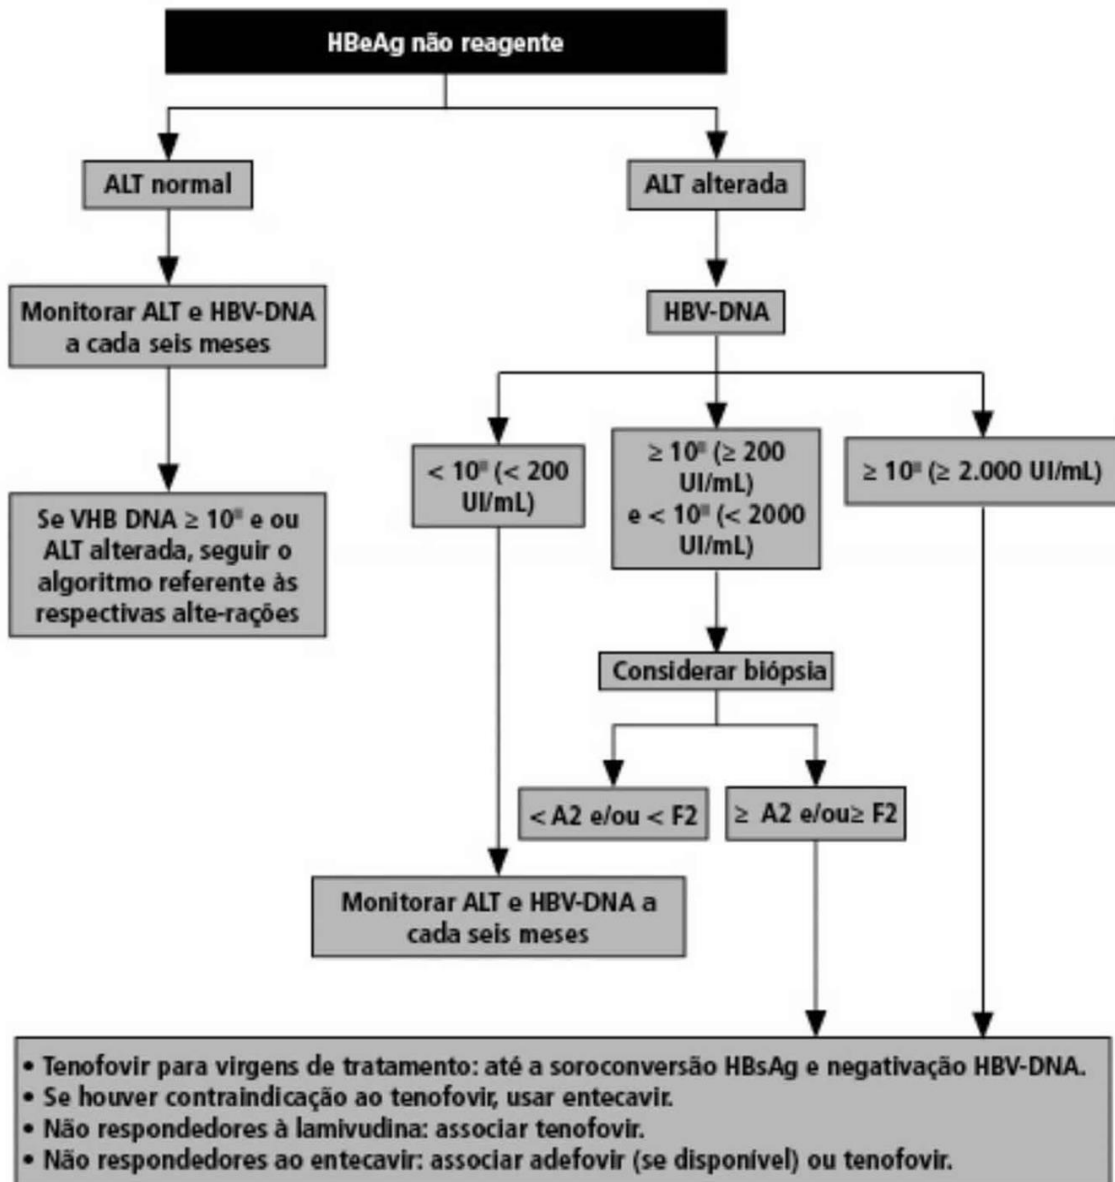 HBeAg não reagente
ALT normal
ALT alterada
Monitorar ALT e HBV-DNA
a cada seis meses
HBV-DNA
Se VHB DNA ≥ 10 e ou
ALT alterada, seguir o
algoritmo referente às
respectivas alte-rações
< 10 (< 200
UI/mL)
≥ 10 (≥ 200
UI/mL)
e < 10 (< 2000
UI/mL)
≥ 10 (≥ 2.000 UI/mL)
Considerar biópsia
< A2 e/ou < F2
≥ A2 e/ou≥ F2
Monitorar ALT e HBV-DNA a
cada seis meses
• Tenofovir para virgens de tratamento: até a soroconversão HBsAg e negativação HBV-DNA.
• Se houver contraindicação ao tenofovir, usar entecavir.
• Não respondedores à lamivudina: associar tenofovir.
• Não respondedores ao entecavir: associar adefovir (se disponível) ou tenofovir.